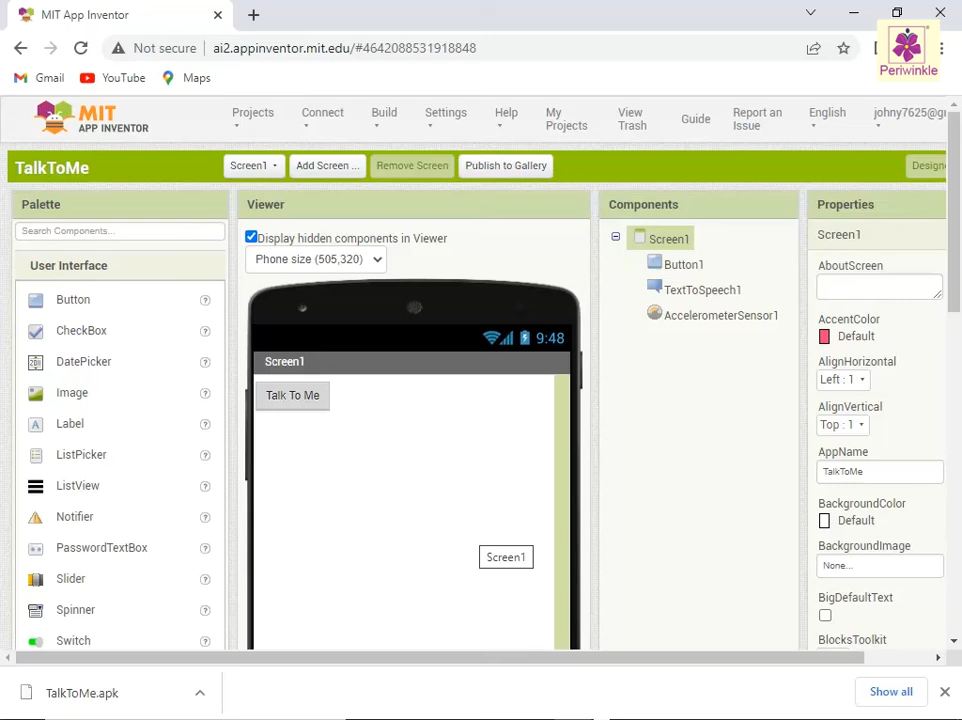 MIT App Inventor
Not secure ai2.appinventor.mit.edu/#4642088531918848
Periwinkle
Gmail YouTube Maps
MIT
APP INVENTOR
Projects Connect Build Settings Help My Projects View Trash Guide Report an Issue English johny7625@gr
TalkToMe Screen1 Add Screen ... Remove Screen Publish to Gallery Designe
Palette
Search Components...
User Interface
Button ?
CheckBox ?
DatePicker ?
Image ?
Label ?
ListPicker ?
ListView ?
Notifier ?
PasswordTextBox ?
Slider ?
Spinner ?
Switch ?
Viewer
Display hidden components in Viewer
Phone size (505,320)
9:48
Screen1
Talk To Me
Screen1
Components
Screen1
Button1
TextToSpeech1
AccelerometerSensor1
Properties
Screen1
AboutScreen
AccentColor
Default
AlignHorizontal
Left : 1
AlignVertical
Top : 1
AppName
TalkToMe
BackgroundColor
Default
BackgroundImage
None...
BigDefaultText
BlocksToolkit
TalkToMe.apk
Show all